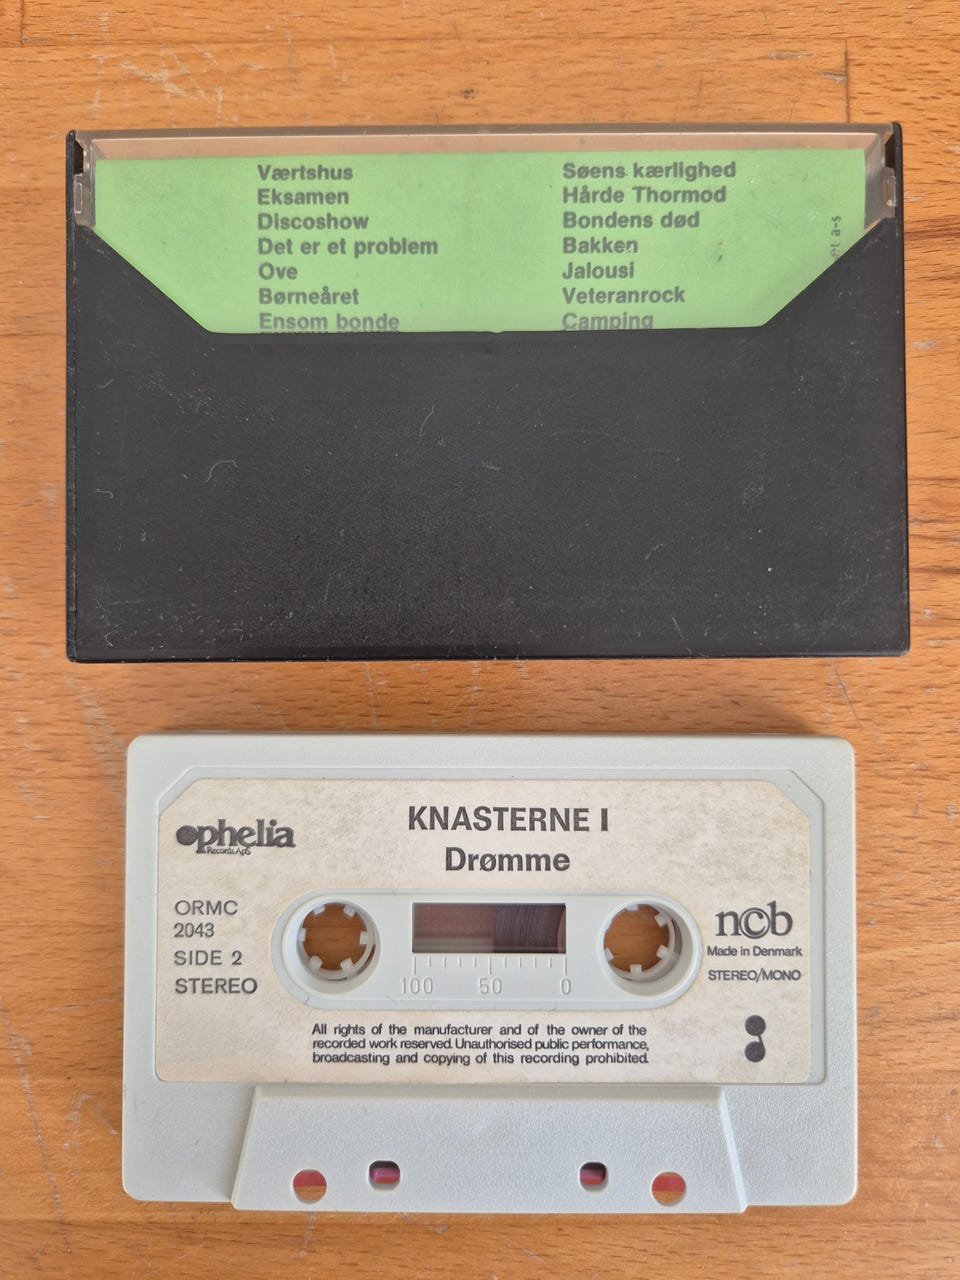 Værtshus
Eksamen
Discoshow
Det er et problem
Ove
Børneåret
Ensom bonde
Søens kærlighed
Hårde Thormod
Bondens død
Bakken
Jalousi
Veteranrock
Camping
a-s
ophelia
Records ApS
KNASTERNE I
Drømme
ORMC
2043
SIDE 2
STEREO
ncb
Made in Denmark
STEREO/MONO
100 50 0
All rights of the manufacturer and of the owner of the
recorded work reserved. Unauthorised public performance,
broadcasting and copying of this recording prohibited.